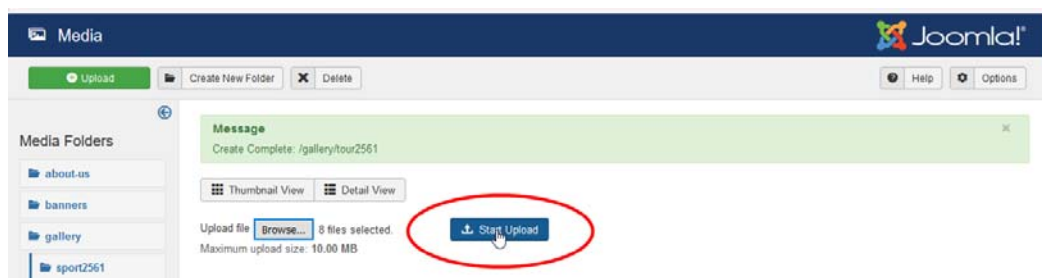 Media
Joomla!
Upload
Create New Folder
Delete
Help
Options
Media Folders
about-us
banners
gallery
sport2561
Message
Create Complete: /gallery/tour2561
Thumbnail View
Detail View
Upload file Browse... 8 files selected. Start Upload
Maximum upload size: 10.00 MB